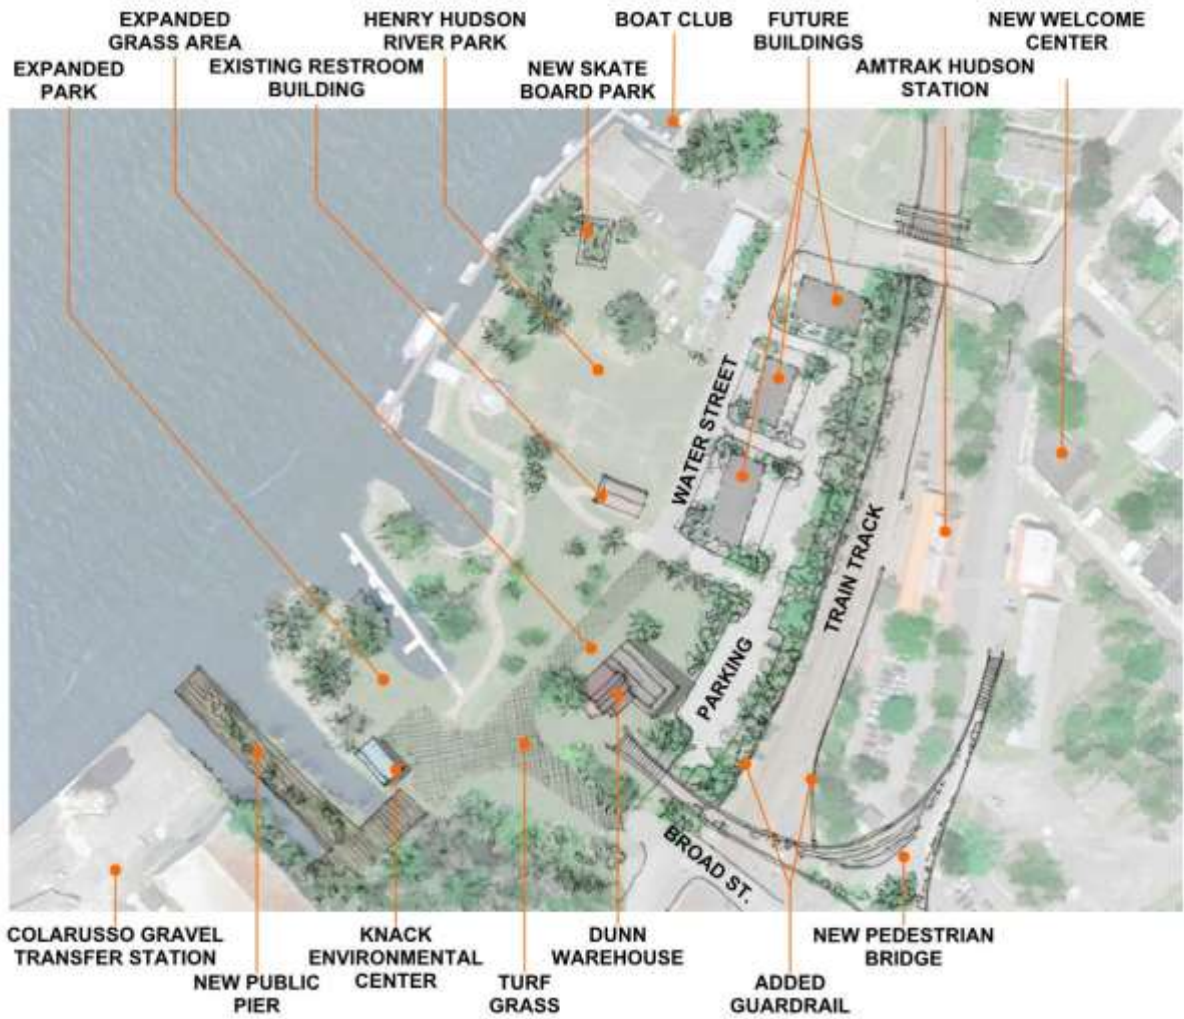 EXPANDED
GRASS AREA
HENRY HUDSON
RIVER PARK
BOAT CLUB
FUTURE
BUILDINGS
NEW WELCOME
CENTER
EXPANDED
PARK
EXISTING RESTROOM
BUILDING
NEW SKATE
BOARD PARK
AMTRAK HUDSON
STATION
WATER STREET
TRAIN TRACK
PARKING
BROAD ST.
COLARUSSO GRAVEL
TRANSFER STATION
NEW PUBLIC
PIER
KNACK
ENVIRONMENTAL
CENTER
TURF
GRASS
DUNN
WAREHOUSE
ADDED
GUARDRAIL
NEW PEDESTRIAN
BRIDGE